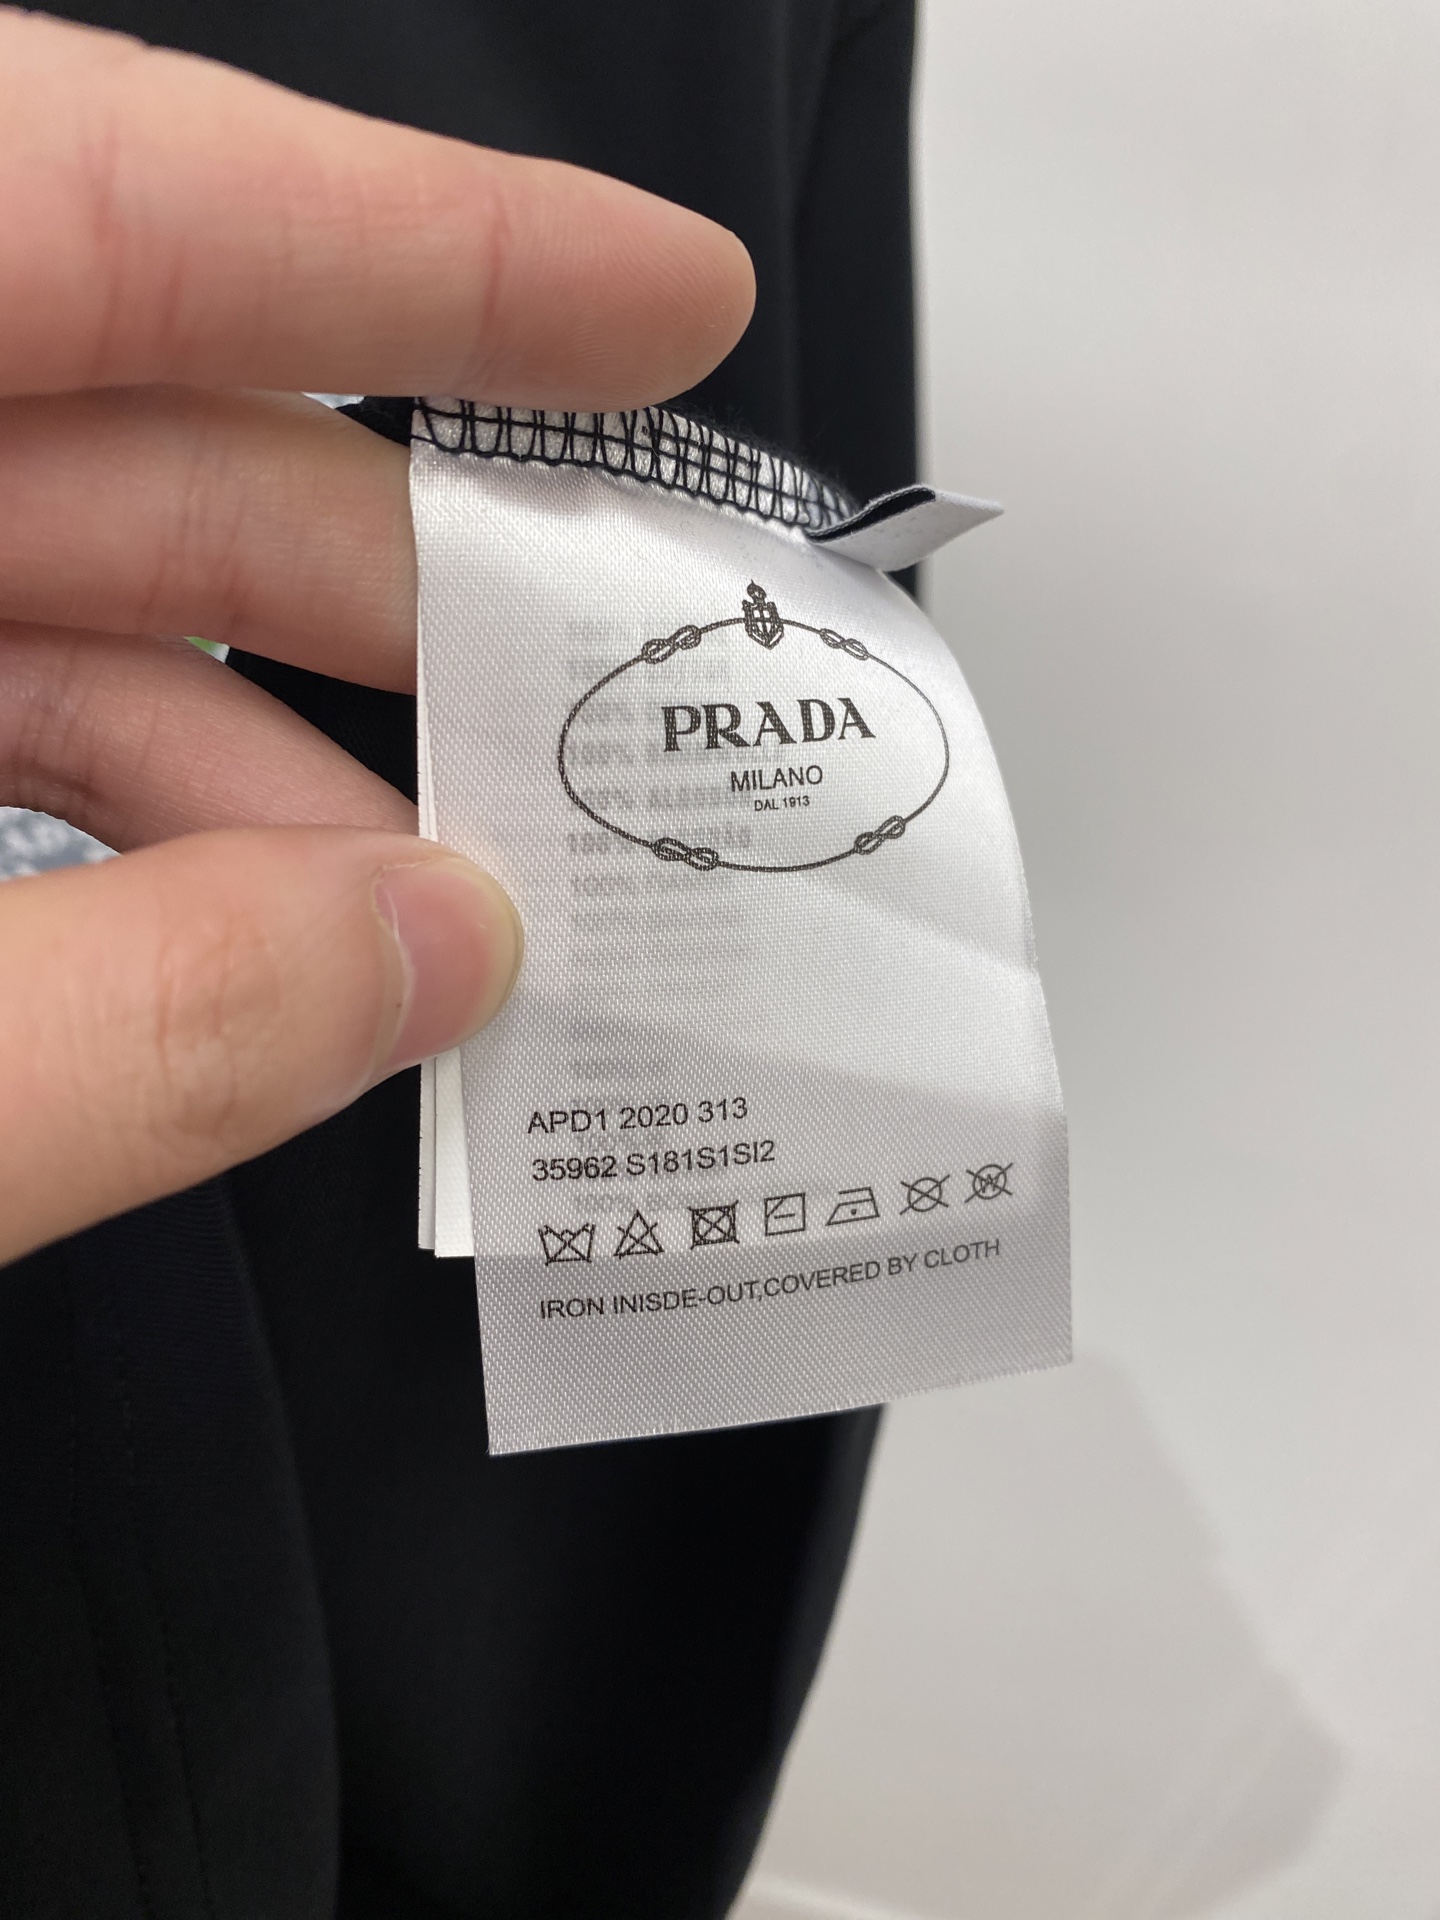 PRADA
MILANO
DAL 1913
APD1 2020 313
35962 S181S1SI2
IRON INISDE-OUT,COVERED BY CLOTH